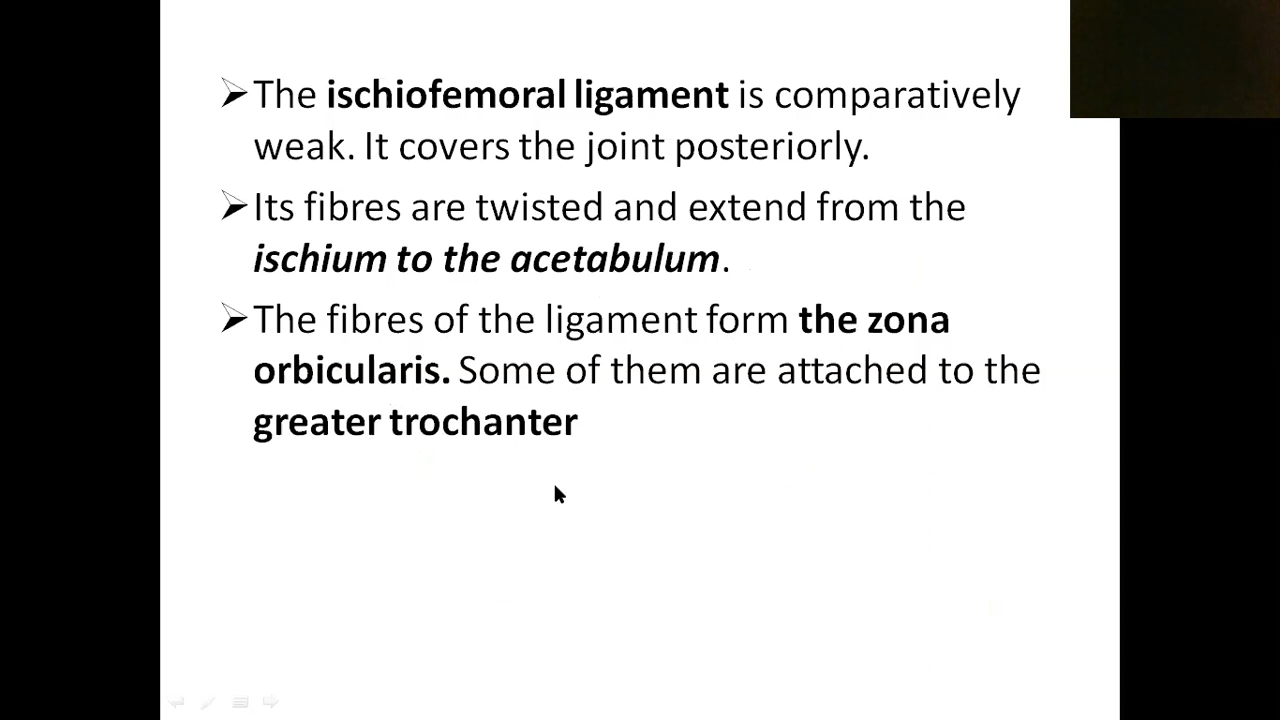 ➢The ischiofemoral ligament is comparatively
weak. It covers the joint posteriorly.
➢Its fibres are twisted and extend from the
ischium to the acetabulum.
➢The fibres of the ligament form the zona
orbicularis. Some of them are attached to the
greater trochanter